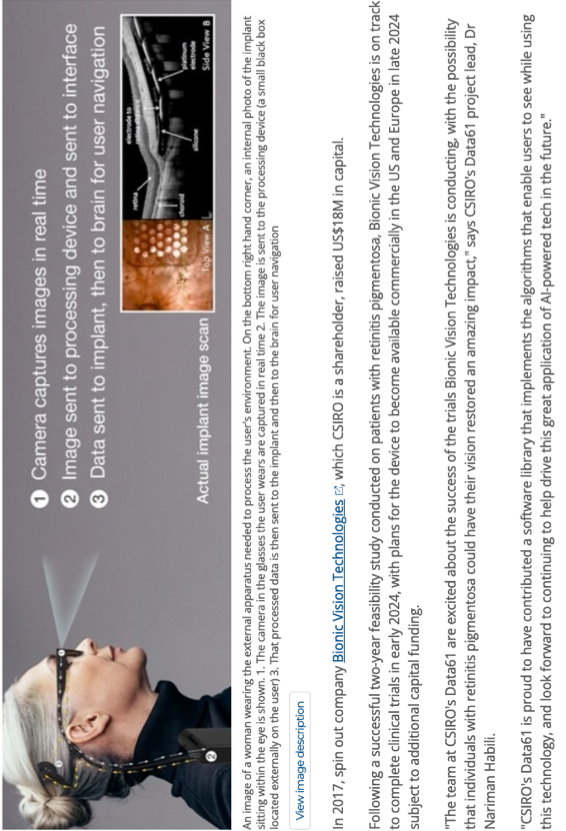 1 Camera captures images in real time
2 Image sent to processing device and sent to interface
3 Data sent to implant, then to brain for user navigation
Actual implant image scan
Top View A
Side View B
retina
electrode to
retina distance
platinum
electrode
choroid
silicone
2
An image of a woman wearing the external apparatus needed to process the user's environment. On the bottom right hand corner, an internal photo of the implant
sitting within the eye is shown. 1. The camera in the glasses the user wears are captured in real time 2. The image is sent to the processing device (a small black box
located externally on the user) 3. That processed data is then sent to the implant and then to the brain for user navigation
View image description
In 2017, spin out company Bionic Vision Technologies, which CSIRO is a shareholder, raised US$18M in capital.
Following a successful two-year feasibility study conducted on patients with retinitis pigmentosa, Bionic Vision Technologies is on track
to complete clinical trials in early 2024, with plans for the device to become available commercially in the US and Europe in late 2024
subject to additional capital funding.
"The team at CSIRO's Data61 are excited about the success of the trials Bionic Vision Technologies is conducting, with the possibility
that individuals with retinitis pigmentosa could have their vision restored an amazing impact," says CSIRO's Data61 project lead, Dr
Nariman Habili.
"CSIRO's Data61 is proud to have contributed a software library that implements the algorithms that enable users to see while using
this technology, and look forward to continuing to help drive this great application of AI-powered tech in the future."